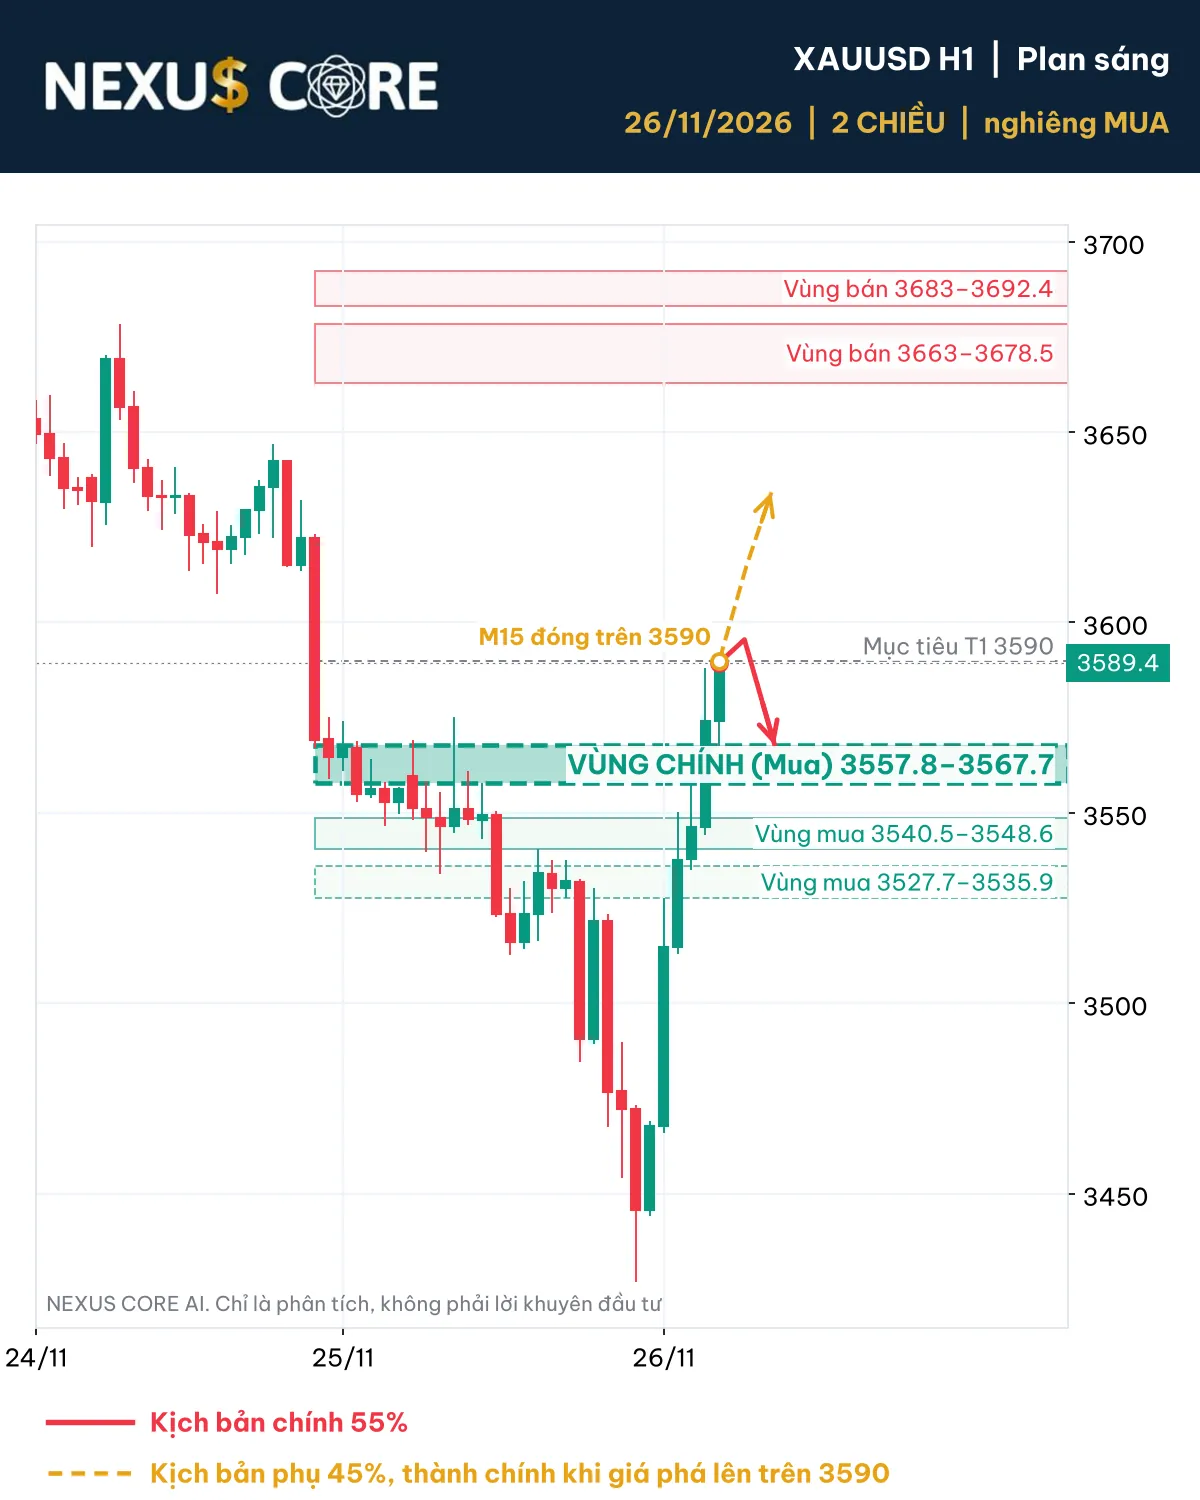 NEXU$ CORE
XAUUSD H1 | Plan sáng
26/11/2026 | 2 CHIỀU | nghiêng MUA
3700
Vùng bán 3683–3692.4
Vùng bán 3663–3678.5
3650
3600
M15 đóng trên 3590
Mục tiêu T1 3590
3589.4
VÙNG CHÍNH (Mua) 3557.8–3567.7
3550
Vùng mua 3540.5–3548.6
Vùng mua 3527.7–3535.9
3500
3450
NEXUS CORE AI. Chỉ là phân tích, không phải lời khuyên đầu tư
24/11
25/11
26/11
Kịch bản chính 55%
Kịch bản phụ 45%, thành chính khi giá phá lên trên 3590